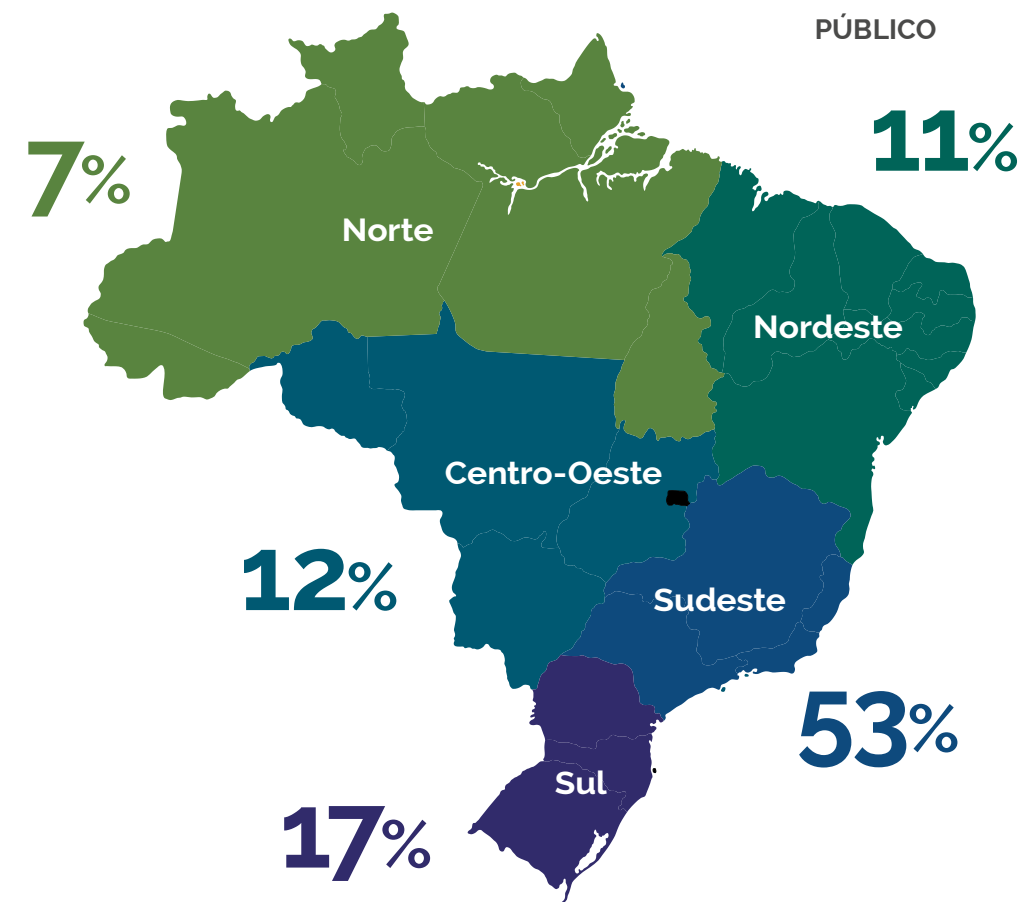 PÚBLICO
11%
7%
Norte
Nordeste
Centro-Oeste
12%
Sudeste
53%
Sul
17%